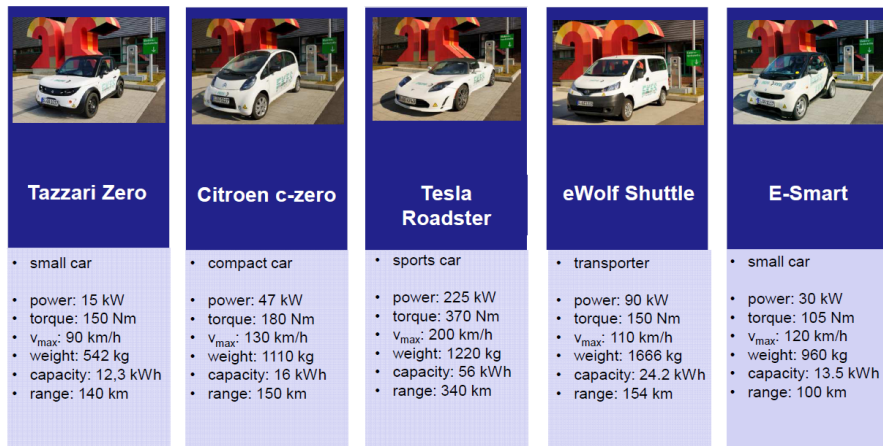 Tazzari Zero
• small car
• power: 15 kW
• torque: 150 Nm
• vmax: 90 km/h
• weight: 542 kg
• capacity: 12,3 kWh
• range: 140 km
Citroen c-zero
• compact car
• power: 47 kW
• torque: 180 Nm
• vmax: 130 km/h
• weight: 1110 kg
• capacity: 16 kWh
• range: 150 km
Tesla
Roadster
• sports car
• power: 225 kW
• torque: 370 Nm
• vmax: 200 km/h
• weight: 1220 kg
• capacity: 56 kWh
• range: 340 km
eWolf Shuttle
• transporter
• power: 90 kW
• torque: 150 Nm
• vmax: 110 km/h
• weight: 1666 kg
• capacity: 24.2 kWh
• range: 154 km
E-Smart
• small car
• power: 30 kW
• torque: 105 Nm
• vmax: 120 km/h
• weight: 960 kg
• capacity: 13.5 kWh
• range: 100 km